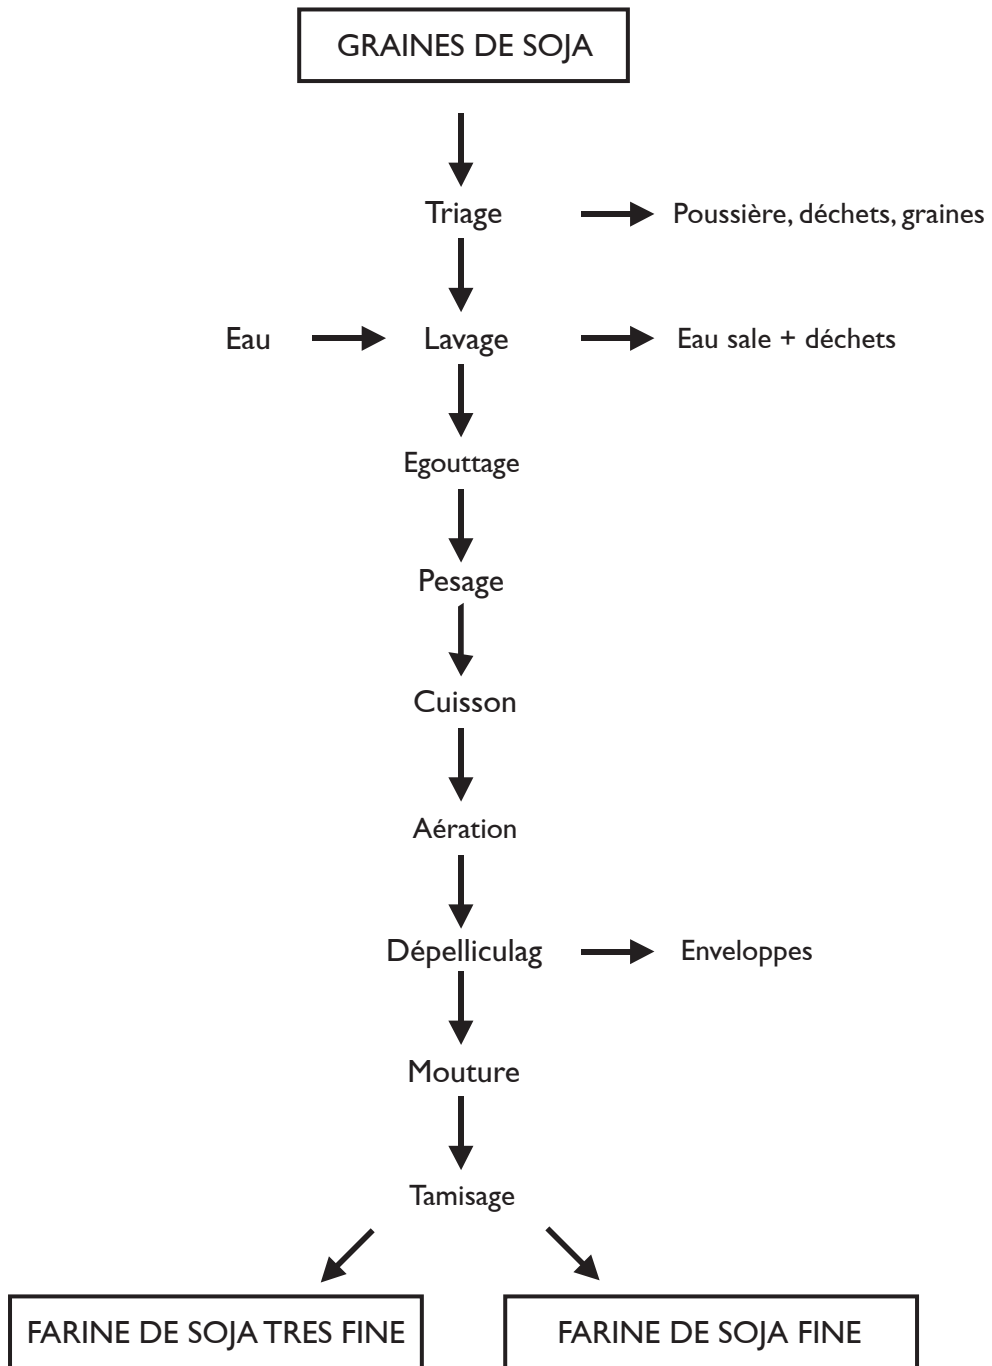 GRAINES DE SOJA
Triage
Poussière, déchets, graines
Eau
Lavage
Eau sale + déchets
Egouttage
Pesage
Cuisson
Aération
Dépelliculag
Enveloppes
Mouture
Tamisage
FARINE DE SOJA TRES FINE
FARINE DE SOJA FINE